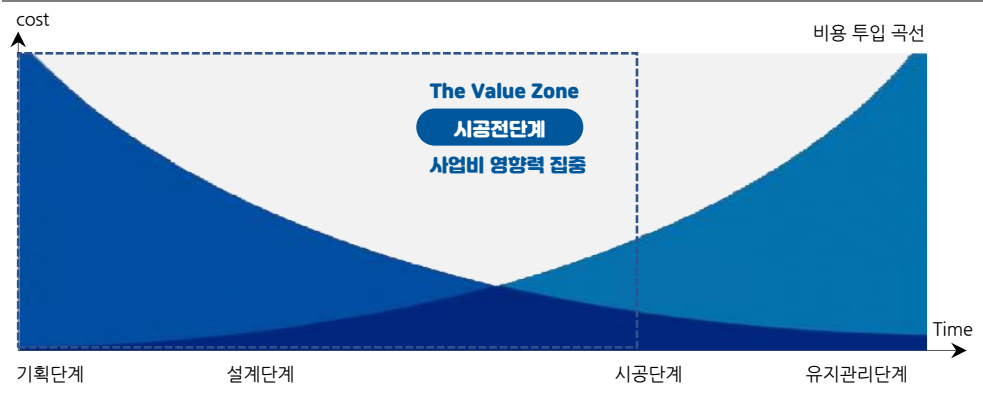 cost
비용 투입 곡선
The Value Zone
시공전단계
사업비 영향력 집중
Time
기획단계
설계단계
시공단계
유지관리단계